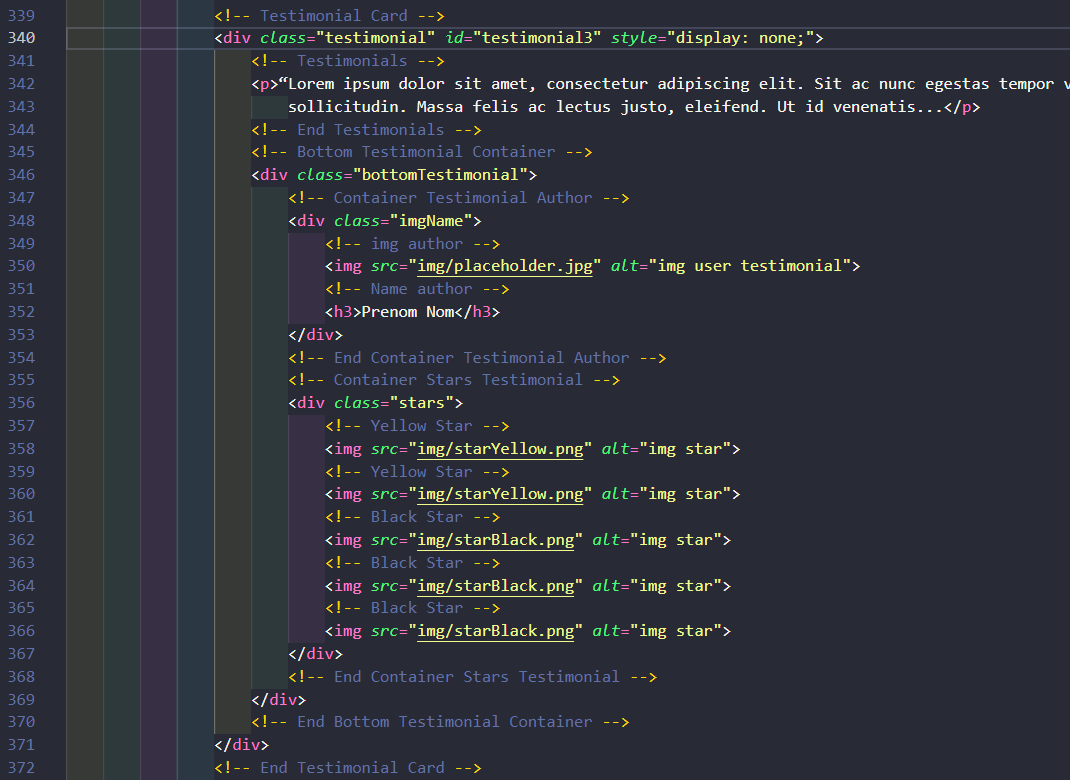 339 <!-- Testimonial Card -->
340 <div class="testimonial" id="testimonial3" style="display: none;">
341 <!-- Testimonials -->
342 <p>“Lorem ipsum dolor sit amet, consectetur adipiscing elit. Sit ac nunc egestas tempor
343 sollicitudin. Massa felis ac lectus justo, eleifend. Ut id venenatis...</p>
344 <!-- End Testimonials -->
345 <!-- Bottom Testimonial Container -->
346 <div class="bottomTestimonial">
347 <!-- Container Testimonial Author -->
348 <div class="imgName">
349 <!-- img author -->
350 <img src="img/placeholder.jpg" alt="img user testimonial">
351 <!-- Name author -->
352 <h3>Prenom Nom</h3>
353 </div>
354 <!-- End Container Testimonial Author -->
355 <!-- Container Stars Testimonial -->
356 <div class="stars">
357 <!-- Yellow Star -->
358 <img src="img/starYellow.png" alt="img star">
359 <!-- Yellow Star -->
360 <img src="img/starYellow.png" alt="img star">
361 <!-- Black Star -->
362 <img src="img/starBlack.png" alt="img star">
363 <!-- Black Star -->
364 <img src="img/starBlack.png" alt="img star">
365 <!-- Black Star -->
366 <img src="img/starBlack.png" alt="img star">
367 </div>
368 <!-- End Container Stars Testimonial -->
369 </div>
370 <!-- End Bottom Testimonial Container -->
371 </div>
372 <!-- End Testimonial Card -->